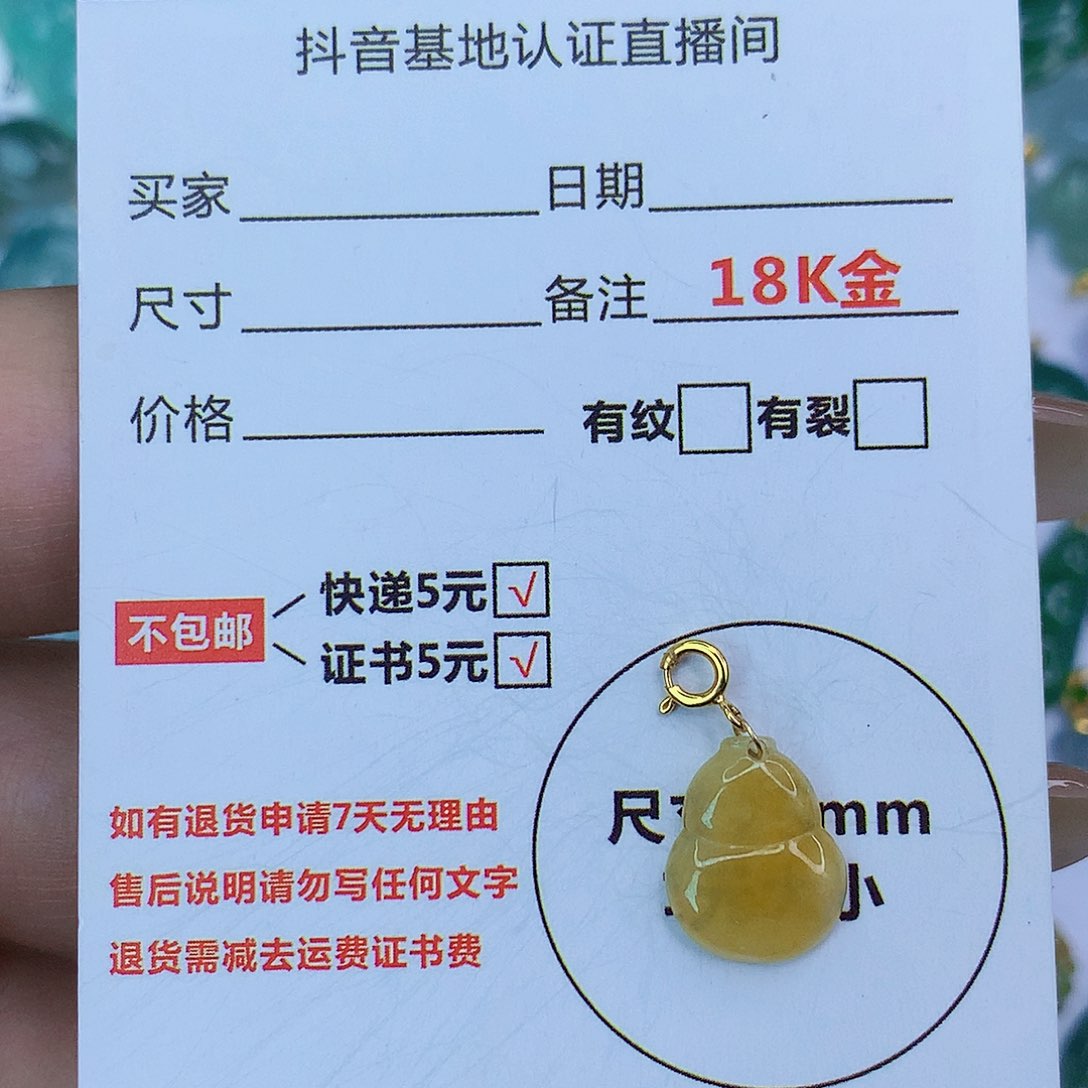 抖音基地认证直播间
买家 日期
尺寸 备注 18K金
价格 有纹 有裂
不包邮
快递5元 √
证书5元 √
如有退货申请7天无理由
售后说明请勿写任何文字
退货需减去运费证书费
尺 mm
小